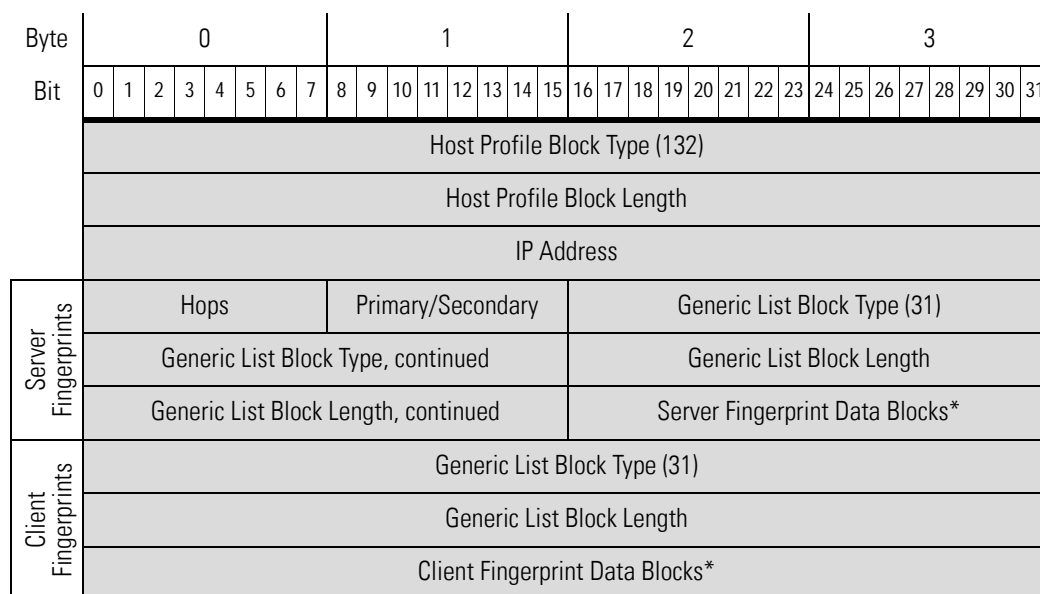 Byte 0 1 2 3
Bit 0 1 2 3 4 5 6 7 8 9 10 11 12 13 14 15 16 17 18 19 20 21 22 23 24 25 26 27 28 29 30 31
Host Profile Block Type (132)
Host Profile Block Length
IP Address
Server
Fingerprints
Hops Primary/Secondary Generic List Block Type (31)
Generic List Block Type, continued Generic List Block Length
Generic List Block Length, continued Server Fingerprint Data Blocks*
Client
Fingerprints
Generic List Block Type (31)
Generic List Block Length
Client Fingerprint Data Blocks*